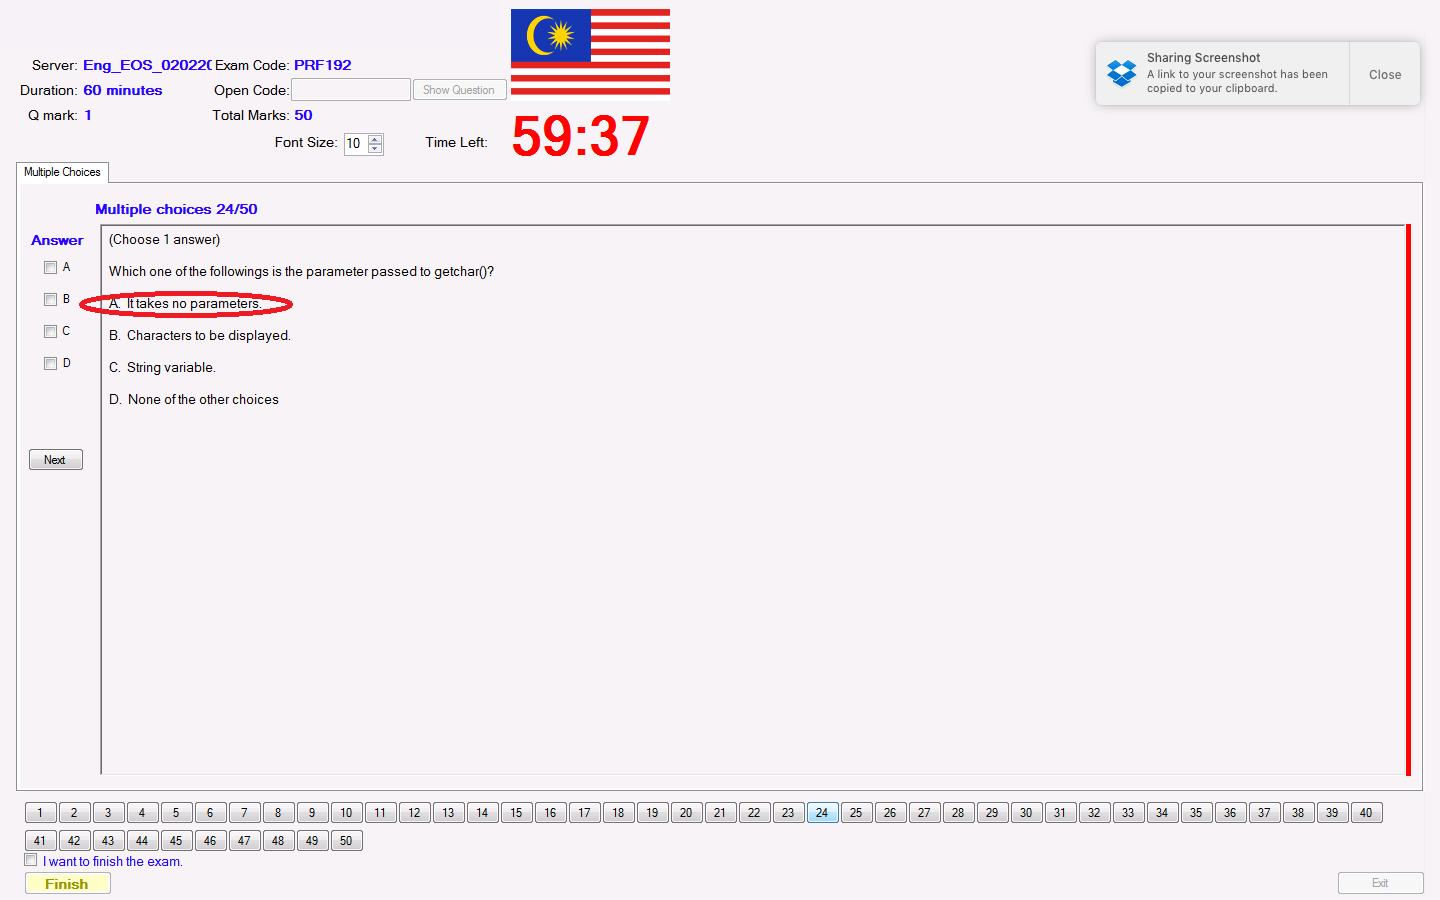 Server: Eng_EOS_020220 Exam Code: PRF192
Duration: 60 minutes Open Code: Show Question
Q mark: 1 Total Marks: 50
Font Size: 10 Time Left: 59:37
Sharing Screenshot
A link to your screenshot has been
copied to your clipboard.
Close
Multiple Choices
Multiple choices 24/50
Answer
A
B
C
D
Next
(Choose 1 answer)
Which one of the followings is the parameter passed to getchar()?
A. It takes no parameters.
B. Characters to be displayed.
C. String variable.
D. None of the other choices
1 2 3 4 5 6 7 8 9 10 11 12 13 14 15 16 17 18 19 20 21 22 23 24 25 26 27 28 29 30 31 32 33 34 35 36 37 38 39 40
41 42 43 44 45 46 47 48 49 50
I want to finish the exam.
Finish
Exit